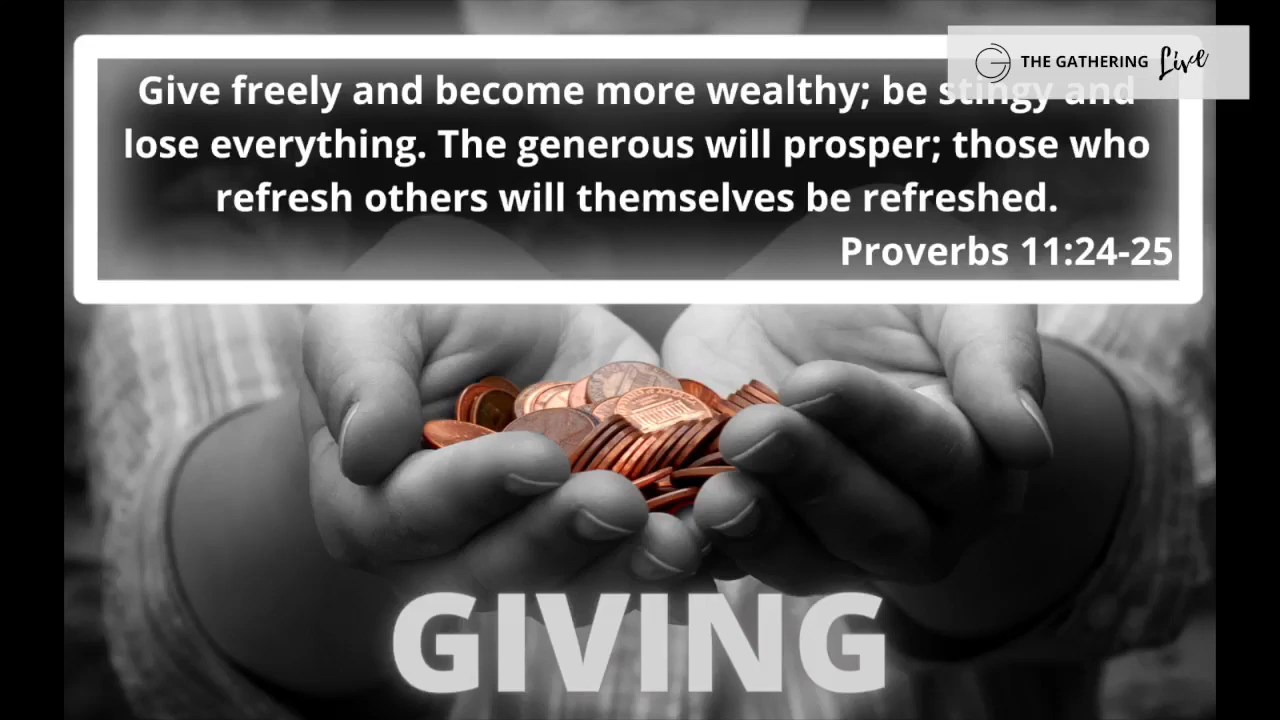 Give freely and become more wealthy; be stingy and
lose everything. The generous will prosper; those who
refresh others will themselves be refreshed.
Proverbs 11:24-25
THE GATHERING Live
GIVING